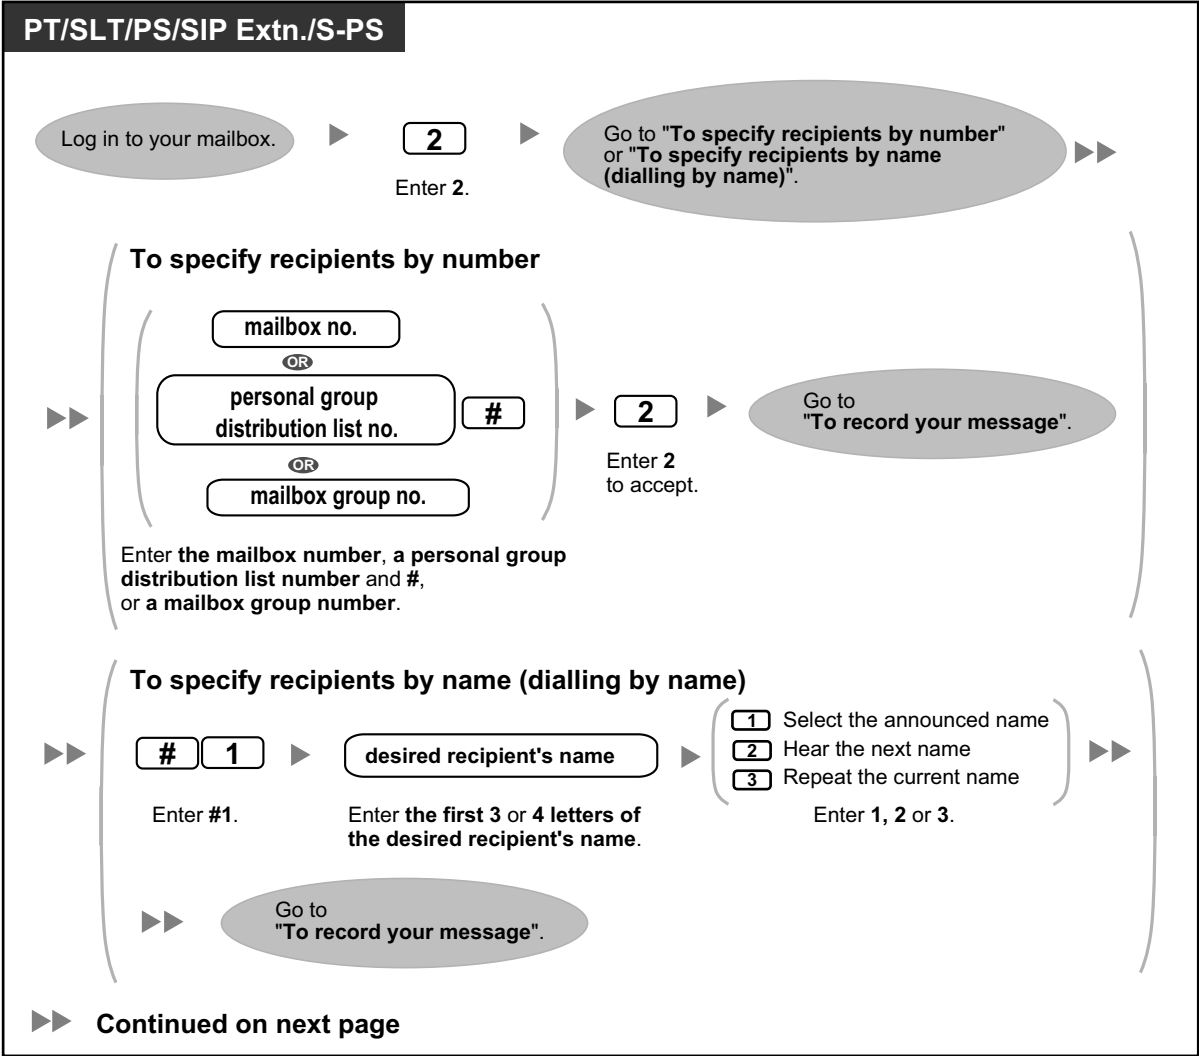 PT/SLT/PS/SIP Extn./S-PS
Log in to your mailbox.
2
Enter 2.
Go to "To specify recipients by number"
or "To specify recipients by name
(dialling by name)".
To specify recipients by number
mailbox no.
OR
personal group
distribution list no.
#
OR
mailbox group no.
Enter the mailbox number, a personal group
distribution list number and #,
or a mailbox group number.
2
Enter 2
to accept.
Go to
"To record your message".
To specify recipients by name (dialling by name)
# 1
Enter #1.
desired recipient's name
Enter the first 3 or 4 letters of
the desired recipient's name.
1 Select the announced name
2 Hear the next name
3 Repeat the current name
Enter 1, 2 or 3.
Go to
"To record your message".
Continued on next page